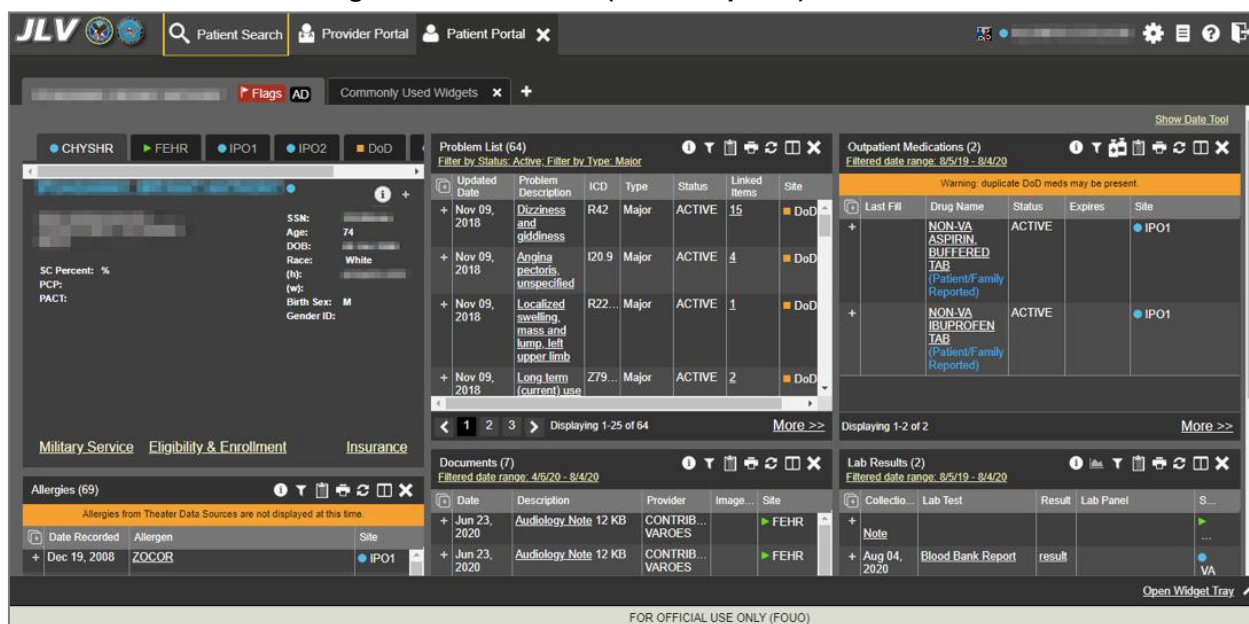 JLV Patient Search Provider Portal Patient Portal
Flags AD Commonly Used Widgets
Show Date Tool
CHYSHR FEHR IPO1 IPO2 DoD
SSN:
Age: 74
DOB:
Race: White
(h):
(w):
Birth Sex: M
Gender ID:
SC Percent: %
PCP:
PACT:
Military Service Eligibility & Enrollment Insurance
Problem List (64)
Filter by Status: Active; Filter by Type: Major
Updated Date Problem Description ICD Type Status Linked Items Site
+ Nov 09, 2018 Dizziness and giddiness R42 Major ACTIVE 15 DoD
+ Nov 09, 2018 Angina pectoris, unspecified I20.9 Major ACTIVE 4 DoD
+ Nov 09, 2018 Localized swelling, mass and lump, left upper limb R22... Major ACTIVE 1 DoD
+ Nov 09, 2018 Long term (current) use Z79... Major ACTIVE 2 DoD
1 2 3 Displaying 1-25 of 64 More >>
Outpatient Medications (2)
Filtered date range: 8/5/19 - 8/4/20
Warning: duplicate DoD meds may be present.
Last Fill Drug Name Status Expires Site
+ NON-VA ASPIRIN, BUFFERED TAB (Patient/Family Reported) ACTIVE IPO1
+ NON-VA IBUPROFEN TAB (Patient/Family Reported) ACTIVE IPO1
Displaying 1-2 of 2 More >>
Allergies (69)
Allergies from Theater Data Sources are not displayed at this time.
Date Recorded Allergen Site
+ Dec 19, 2008 ZOCOR IPO1
Documents (7)
Filtered date range: 4/6/20 - 8/4/20
Date Description Provider Image... Site
+ Jun 23, 2020 Audiology Note 12 KB CONTRIB... VAROES FEHR
+ Jun 23, 2020 Audiology Note 12 KB CONTRIB... VAROES FEHR
Lab Results (2)
Filtered date range: 8/5/19 - 8/4/20
Collectio... Lab Test Result Lab Panel S...
+ Note ...
+ Aug 04, 2020 Blood Bank Report result VA
Open Widget Tray
FOR OFFICIAL USE ONLY (FOUO)